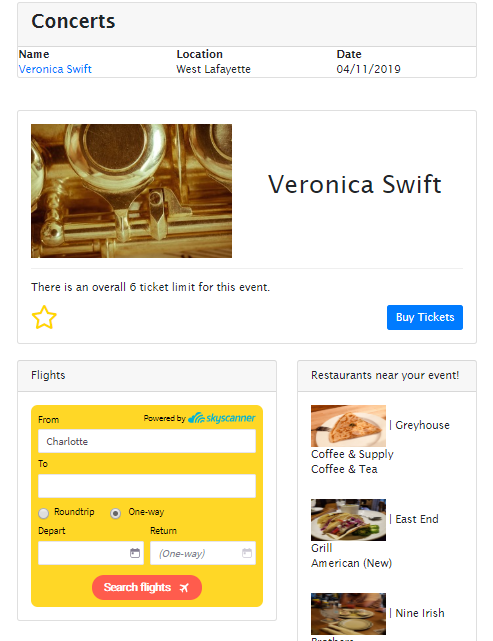 Concerts
Name Location Date
Veronica Swift West Lafayette 04/11/2019
Veronica Swift
There is an overall 6 ticket limit for this event.
Buy Tickets
Flights
From Powered by skyscanner
Charlotte
To
Roundtrip One-way
Depart Return
(One-way)
Search flights
Restaurants near your event!
| Greyhouse
Coffee & Supply
Coffee & Tea
| East End
Grill
American (New)
| Nine Irish
Brothers